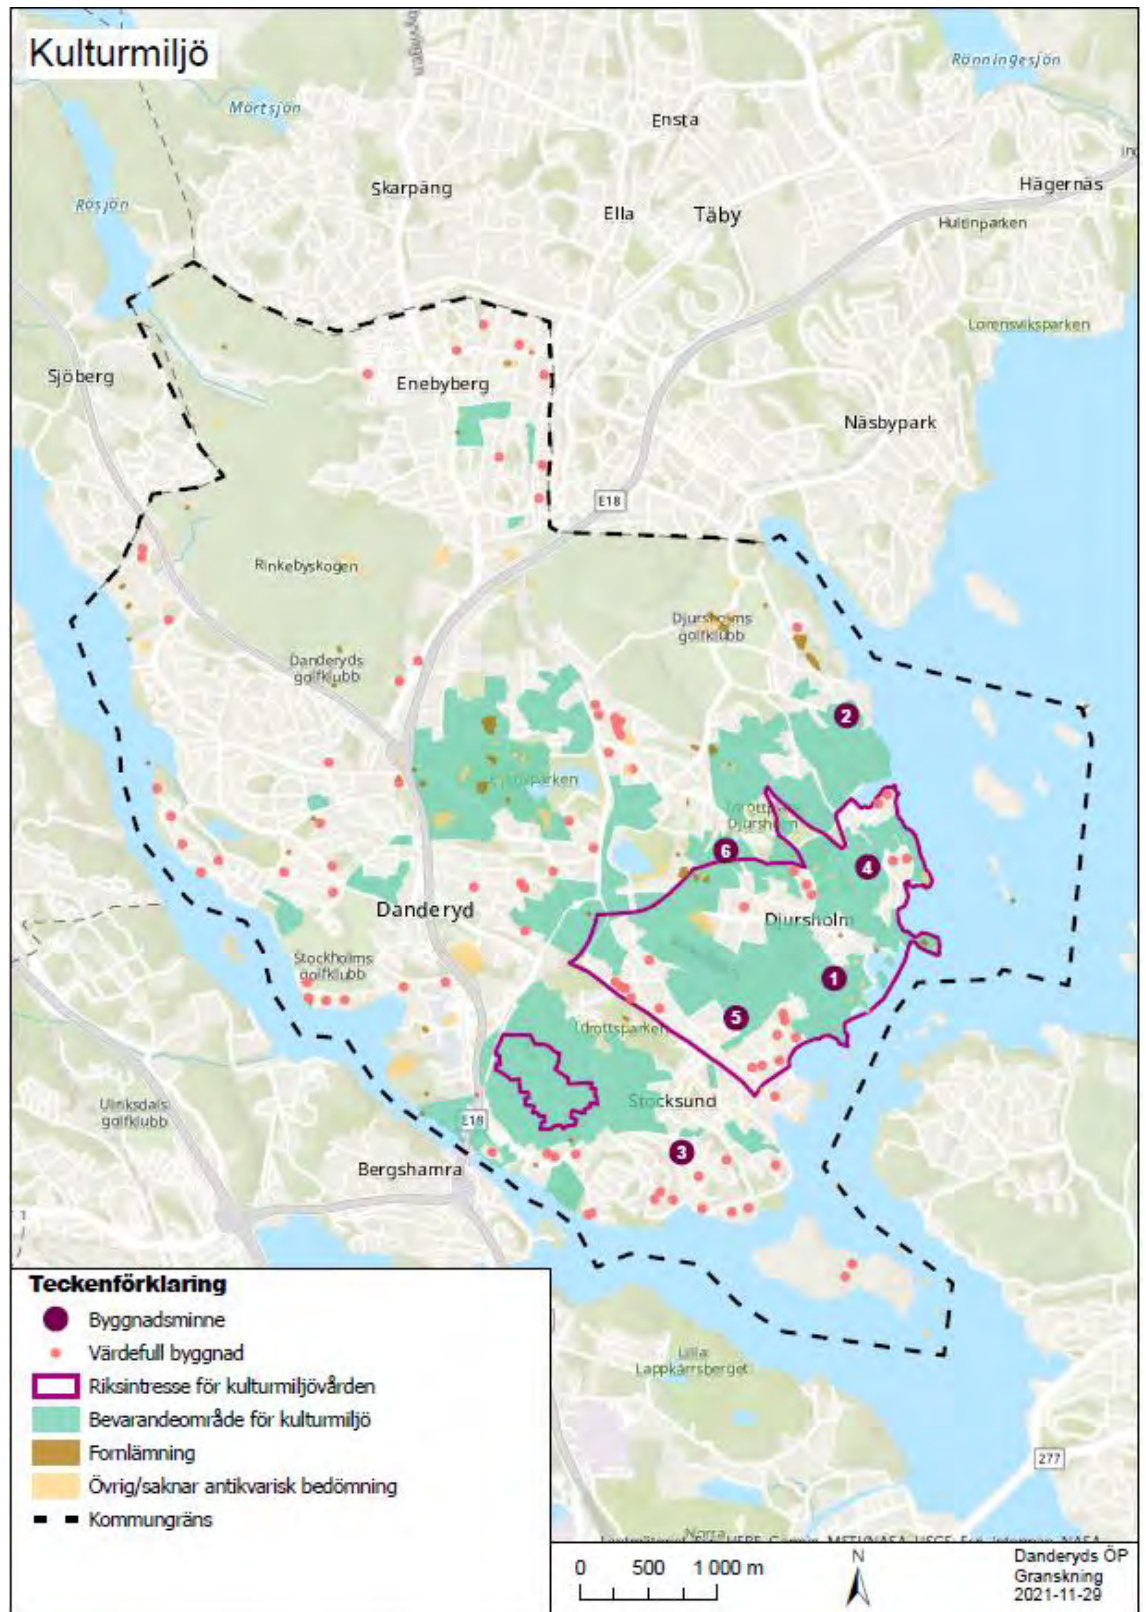 Kulturmiljö
Rönningesjön
Mörtsjön
Ensta
Skarpäng
Hägernäs
Rösjön
Ella
Täby
Hultinparken
Lorensviksparken
Sjöberg
Enebyberg
Näsbypark
E18
Rinkebyskogen
Djursholms
golfklubb
Danderyds
golfklubb
2
Djursholm
6
4
Danderyd
Djursholm
Stockholms
golfklubb
1
5
Idrottsparken
Ulriksdals
golfklubb
Stocksund
E18
3
Bergshamra
1
Teckenförklaring
Byggnadsminne
Värdefull byggnad
Riksintresse för kulturmiljövården
Bevarandeområde för kulturmiljö
Fornlämning
Övrig/saknar antikvarisk bedömning
Kommungräns
Lilla
Lappkärrsberget
277
Norra
0 500 1 000 m
N
Danderyds ÖP
Granskning
2021-11-29